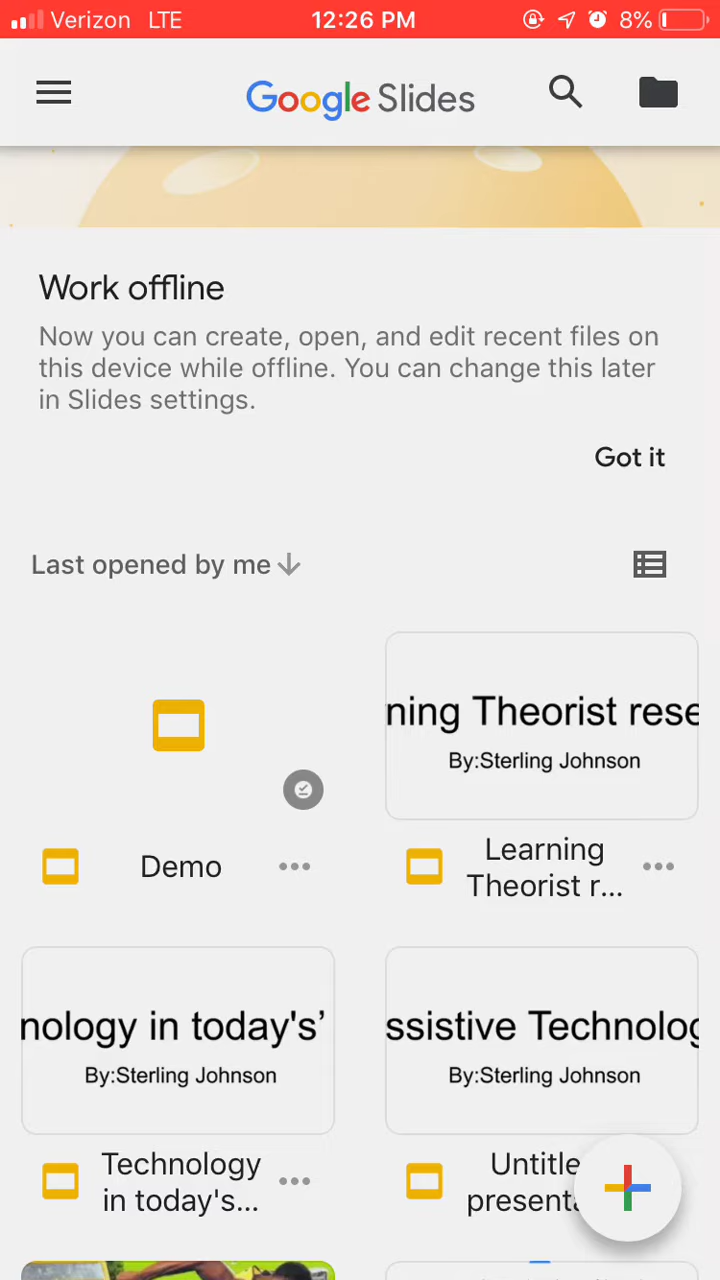 Verizon LTE 12:26 PM 8%
Google Slides
Work offline
Now you can create, open, and edit recent files on
this device while offline. You can change this later
in Slides settings.
Got it
Last opened by me
ning Theorist rese
By:Sterling Johnson
Demo
Learning
Theorist r...
nology in today's'
By:Sterling Johnson
ssistive Technolog
By:Sterling Johnson
Technology
in today's...
Untitle
presenta